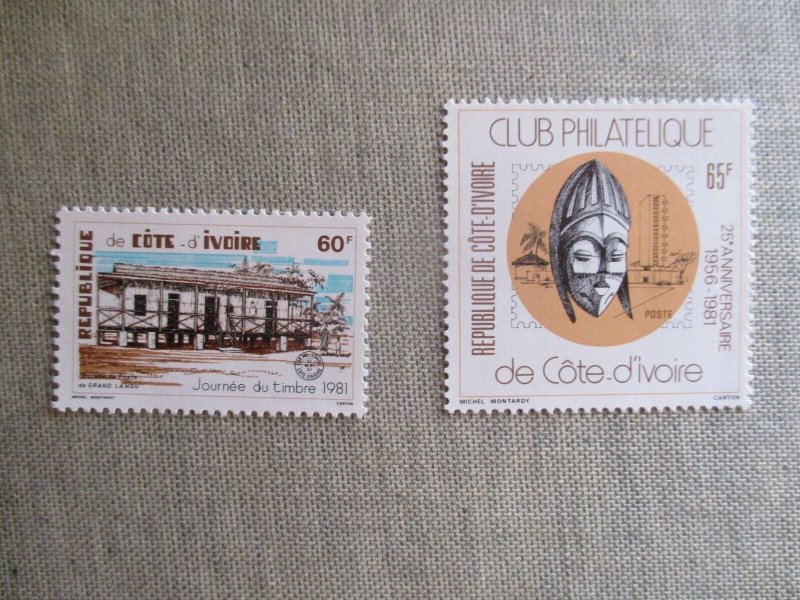 REPUBLIQUE
de CÔTE-d'IVOIRE
60F
de GRAND LAHOU
Journée du timbre 1981
MICHEL MONTARDY
CARTOR
CLUB PHILATELIQUE
65F
REPUBLIQUE DE CÔTE-D'IVOIRE
25e ANNIVERSAIRE
1956-1981
POSTE
de Côte-d'Ivoire
MICHEL MONTARDY
CARTOR